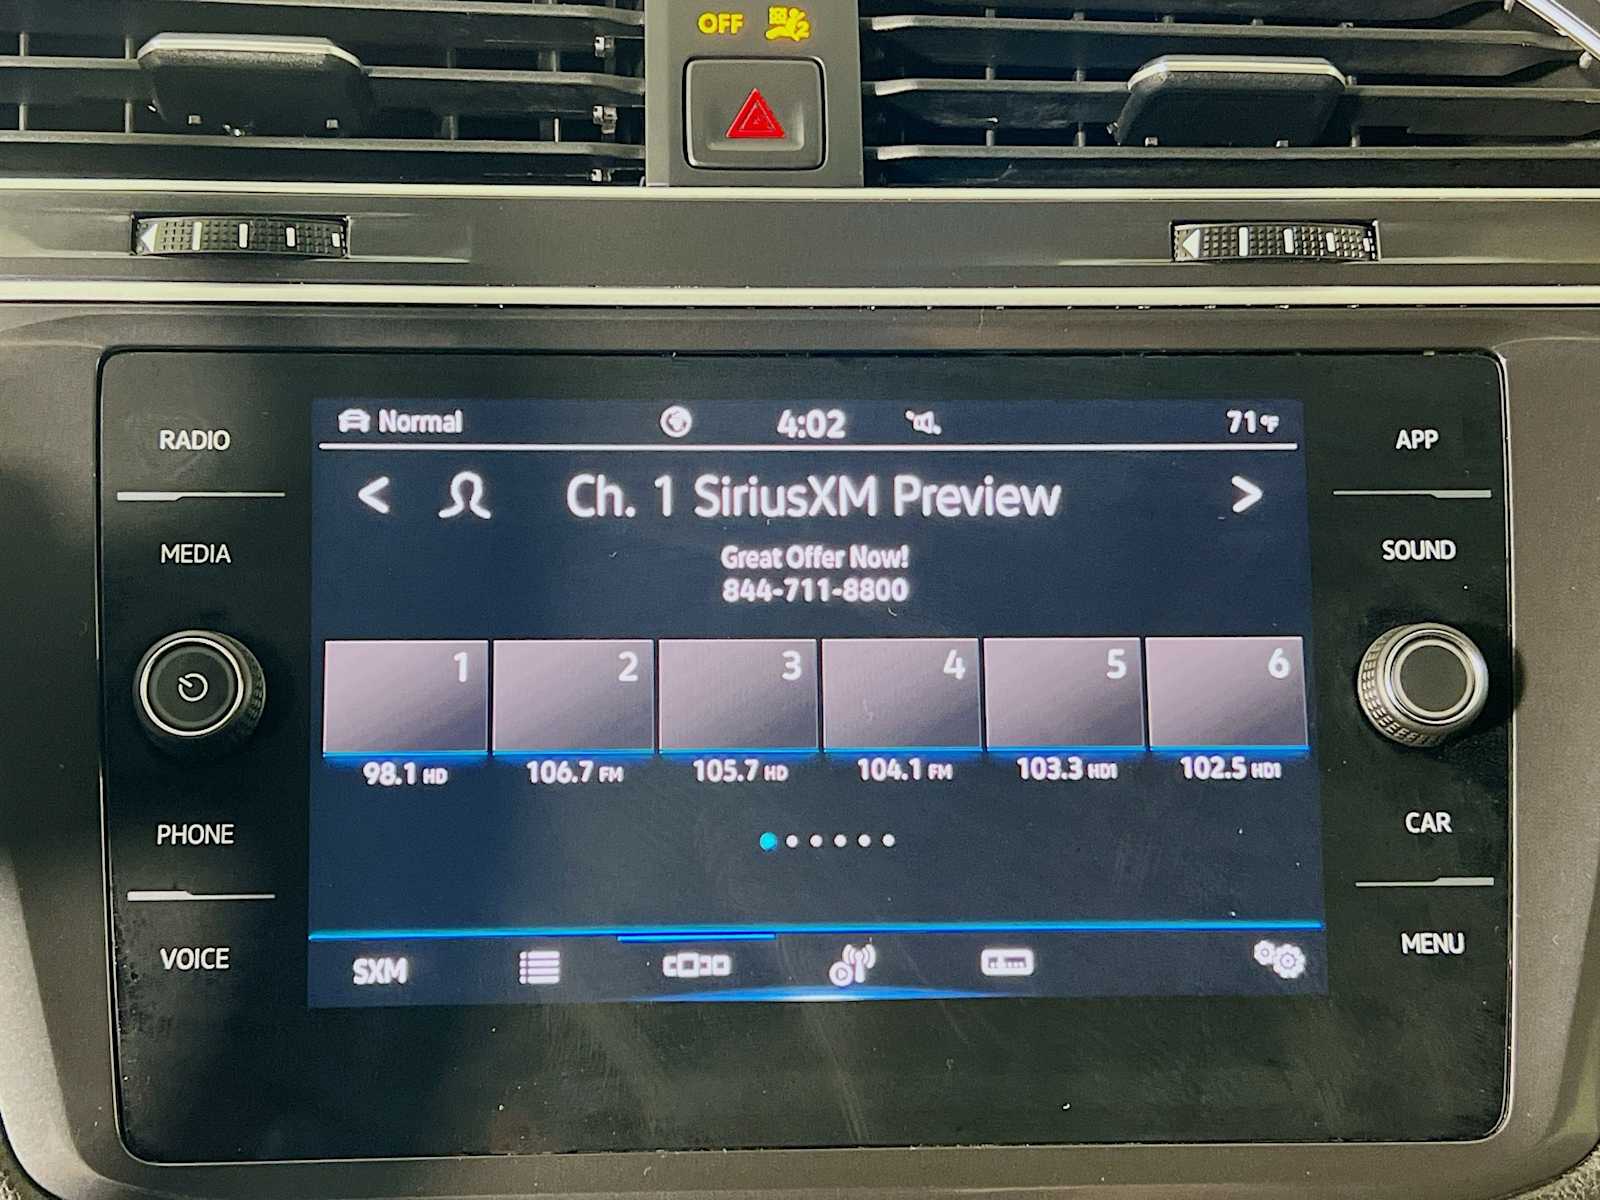 OFF
Normal 4:02 71°F
RADIO
APP
Ch. 1 SiriusXM Preview
MEDIA
SOUND
Great Offer Now!
844-711-8800
1 2 3 4 5 6
98.1 HD 106.7 FM 105.7 HD 104.1 FM 103.3 HD1 102.5 HD1
PHONE
CAR
VOICE
MENU
SXM